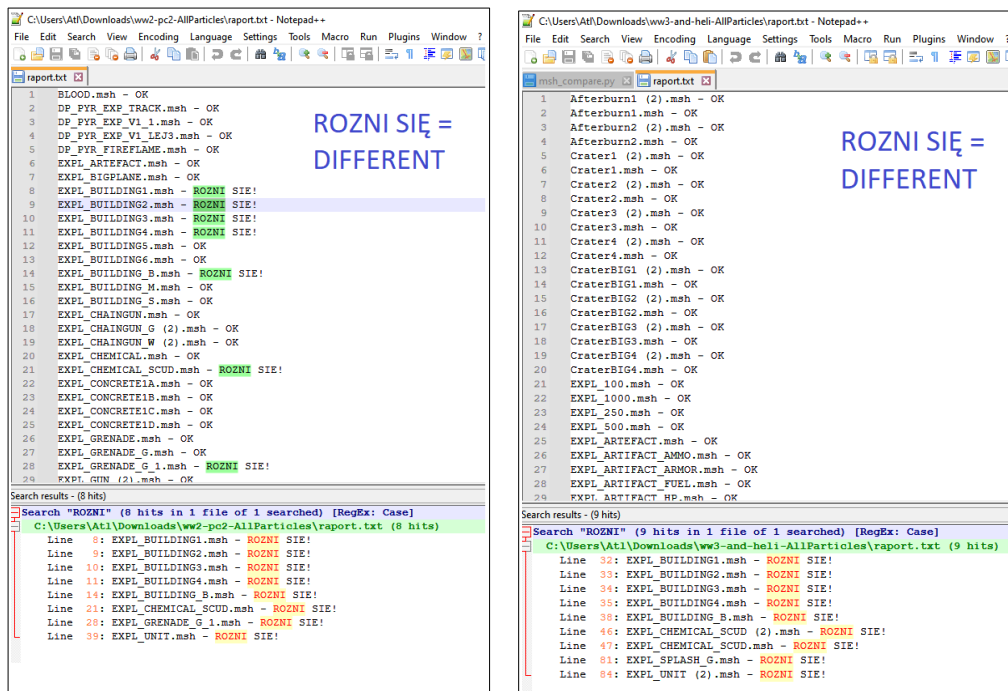 C:\Users\Atl\Downloads\ww2-pc2-AllParticles\raport.txt - Notepad++
File Edit Search View Encoding Language Settings Tools Macro Run Plugins Window ?
raport.txt
1 BLOOD.msh - OK
2 DP_PYR_EXP_TRACK.msh - OK
3 DP_PYR_EXP_V1_1.msh - OK
4 DP_PYR_EXP_V1_LEJ3.msh - OK
5 DP_PYR_FIREFLAME.msh - OK
6 EXPL_ARTEFACT.msh - OK
7 EXPL_BIGPLANE.msh - OK
8 EXPL_BUILDING1.msh - ROZNI SIE!
9 EXPL_BUILDING2.msh - ROZNI SIE!
10 EXPL_BUILDING3.msh - ROZNI SIE!
11 EXPL_BUILDING4.msh - ROZNI SIE!
12 EXPL_BUILDING5.msh - OK
13 EXPL_BUILDING6.msh - OK
14 EXPL_BUILDING_B.msh - ROZNI SIE!
15 EXPL_BUILDING_M.msh - OK
16 EXPL_BUILDING_S.msh - OK
17 EXPL_CHAINGUN.msh - OK
18 EXPL_CHAINGUN_G (2).msh - OK
19 EXPL_CHAINGUN_W (2).msh - OK
20 EXPL_CHEMICAL.msh - OK
21 EXPL_CHEMICAL_SCUD.msh - ROZNI SIE!
22 EXPL_CONCRETE1A.msh - OK
23 EXPL_CONCRETE1B.msh - OK
24 EXPL_CONCRETE1C.msh - OK
25 EXPL_CONCRETE1D.msh - OK
26 EXPL_GRENADE.msh - OK
27 EXPL_GRENADE_G.msh - OK
28 EXPL_GRENADE_G_1.msh - ROZNI SIE!
29 EXPL_GUN (2).msh - OK
ROZNI SIĘ =
DIFFERENT
Search results - (8 hits)
Search "ROZNI" (8 hits in 1 file of 1 searched) [RegEx: Case]
C:\Users\Atl\Downloads\ww2-pc2-AllParticles\raport.txt (8 hits)
Line 8: EXPL_BUILDING1.msh - ROZNI SIE!
Line 9: EXPL_BUILDING2.msh - ROZNI SIE!
Line 10: EXPL_BUILDING3.msh - ROZNI SIE!
Line 11: EXPL_BUILDING4.msh - ROZNI SIE!
Line 14: EXPL_BUILDING_B.msh - ROZNI SIE!
Line 21: EXPL_CHEMICAL_SCUD.msh - ROZNI SIE!
Line 28: EXPL_GRENADE_G_1.msh - ROZNI SIE!
Line 39: EXPL_UNIT.msh - ROZNI SIE!
C:\Users\Atl\Downloads\ww3-and-heli-AllParticles\raport.txt - Notepad++
File Edit Search View Encoding Language Settings Tools Macro Run Plugins Window ?
msh_compare.py raport.txt
1 Afterburn1 (2).msh - OK
2 Afterburn1.msh - OK
3 Afterburn2 (2).msh - OK
4 Afterburn2.msh - OK
5 Crater1 (2).msh - OK
6 Crater1.msh - OK
7 Crater2 (2).msh - OK
8 Crater2.msh - OK
9 Crater3 (2).msh - OK
10 Crater3.msh - OK
11 Crater4 (2).msh - OK
12 Crater4.msh - OK
13 CraterBIG1 (2).msh - OK
14 CraterBIG1.msh - OK
15 CraterBIG2 (2).msh - OK
16 CraterBIG2.msh - OK
17 CraterBIG3 (2).msh - OK
18 CraterBIG3.msh - OK
19 CraterBIG4 (2).msh - OK
20 CraterBIG4.msh - OK
21 EXPL_100.msh - OK
22 EXPL_1000.msh - OK
23 EXPL_250.msh - OK
24 EXPL_500.msh - OK
25 EXPL_ARTEFACT.msh - OK
26 EXPL_ARTIFACT_AMMO.msh - OK
27 EXPL_ARTIFACT_ARMOR.msh - OK
28 EXPL_ARTIFACT_FUEL.msh - OK
29 EXPL_ARTIFACT_HP.msh - OK
ROZNI SIĘ =
DIFFERENT
Search results - (9 hits)
Search "ROZNI" (9 hits in 1 file of 1 searched) [RegEx: Case]
C:\Users\Atl\Downloads\ww3-and-heli-AllParticles\raport.txt (9 hits)
Line 32: EXPL_BUILDING1.msh - ROZNI SIE!
Line 33: EXPL_BUILDING2.msh - ROZNI SIE!
Line 34: EXPL_BUILDING3.msh - ROZNI SIE!
Line 35: EXPL_BUILDING4.msh - ROZNI SIE!
Line 38: EXPL_BUILDING_B.msh - ROZNI SIE!
Line 46: EXPL_CHEMICAL_SCUD (2).msh - ROZNI SIE!
Line 47: EXPL_CHEMICAL_SCUD.msh - ROZNI SIE!
Line 81: EXPL_SPLASH_G.msh - ROZNI SIE!
Line 84: EXPL_UNIT (2).msh - ROZNI SIE!